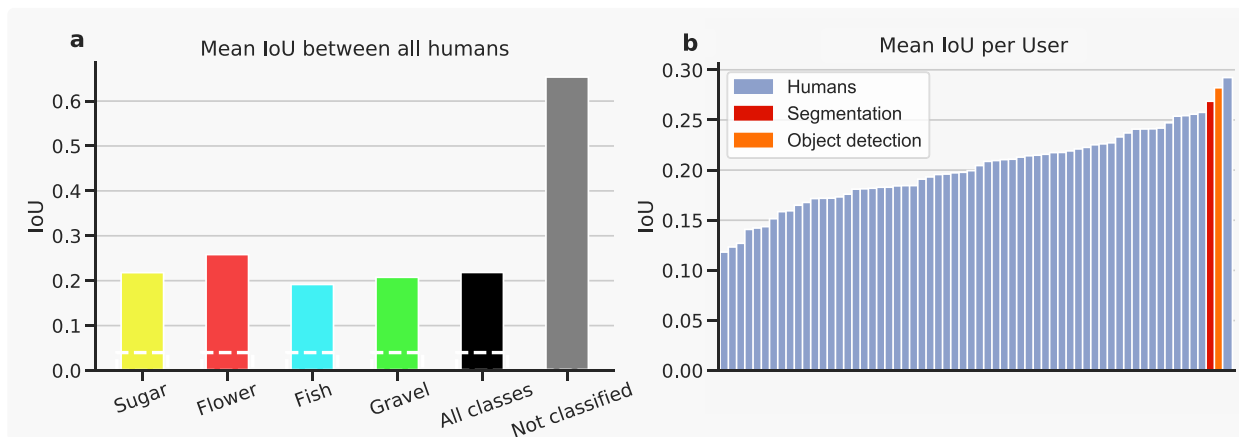 a
Mean IoU between all humans
IoU
0.6
0.5
0.4
0.3
0.2
0.1
0.0
Sugar
Flower
Fish
Gravel
All classes
Not classified
b
Mean IoU per User
IoU
0.30
0.25
0.20
0.15
0.10
0.05
0.00
Humans
Segmentation
Object detection